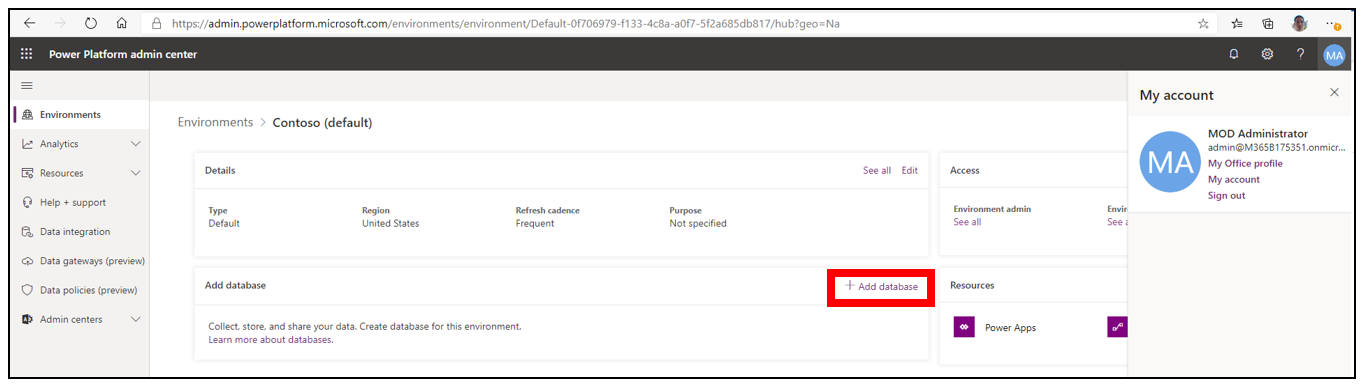 https://admin.powerplatform.microsoft.com/environments/environment/Default-0f706979-f133-4c8a-a0f7-5f2a685db817/hub?geo=Na
Power Platform admin center
?
MA
Environments
Analytics
Resources
Help + support
Data integration
Data gateways (preview)
Data policies (preview)
Admin centers
Environments > Contoso (default)
Details
See all Edit
Type
Default
Region
United States
Refresh cadence
Frequent
Purpose
Not specified
Add database
+ Add database
Collect, store, and share your data. Create database for this environment.
Learn more about databases.
Access
Environment admin
See all
Resources
Power Apps
My account
MA
MOD Administrator
admin@M365B175351.onmicr...
My Office profile
My account
Sign out